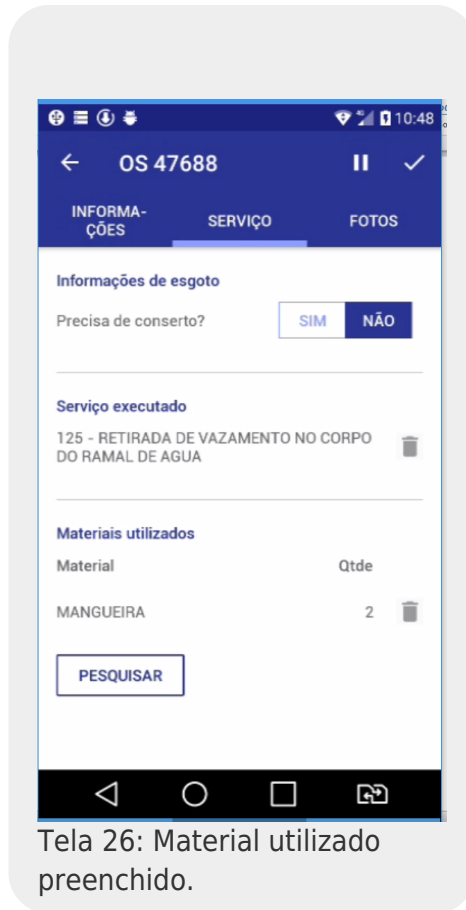 10:48
OS 47688
INFORMA-
ÇÕES
SERVIÇO
FOTOS
Informações de esgoto
Precisa de conserto?
SIM
NÃO
Serviço executado
125 - RETIRADA DE VAZAMENTO NO CORPO
DO RAMAL DE AGUA
Materiais utilizados
Material Qtde
MANGUEIRA 2
PESQUISAR
Tela 26: Material utilizado
preenchido.